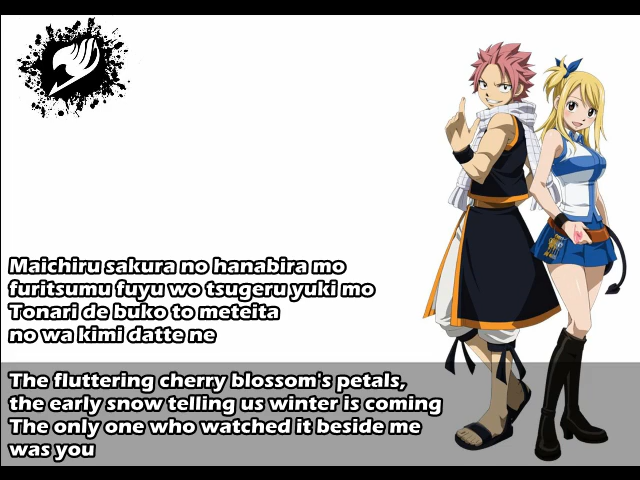 Maichiru sakura no hanabira mo
furitsumu fuyu wo tsugeru yuki mo
Tonari de buko to meteita
no wa kimi datte ne
The fluttering cherry blossom's petals,
the early snow telling us winter is coming
The only one who watched it beside me
was you